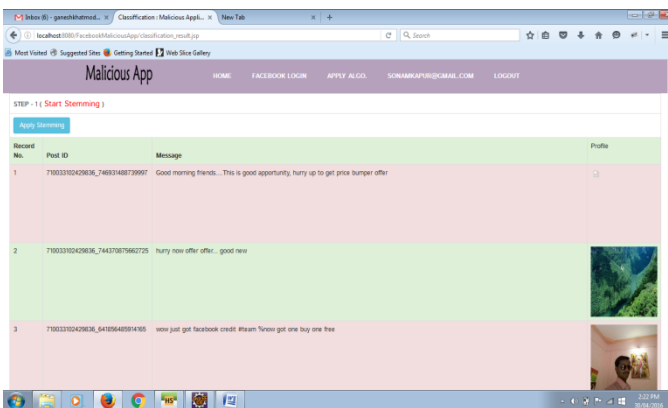 Inbox (6) - ganeshkhatmod... × Classiffication : Malicious Appli... × New Tab × +
localhost:8080/FacebookMaliciousApp/classification_result.jsp Search
Most Visited Suggested Sites Getting Started Web Slice Gallery
Malicious App HOME FACEBOOK LOGIN APPLY ALGO. SONAMKAPUR@GMAIL.COM LOGOUT
STEP - 1 ( Start Stemming )
Apply Stemming
Record No. Post ID Message Profile
1 710033102429836_746931488739997 Good morning friends....This is good apportunity, hurry up to get price bumper offer
2 710033102429836_744370875662725 hurry now offer offer... good new
3 710033102429836_641856485914165 wow just got facebook credit #team %now got one buy one free
2:22 PM
30/04/2016